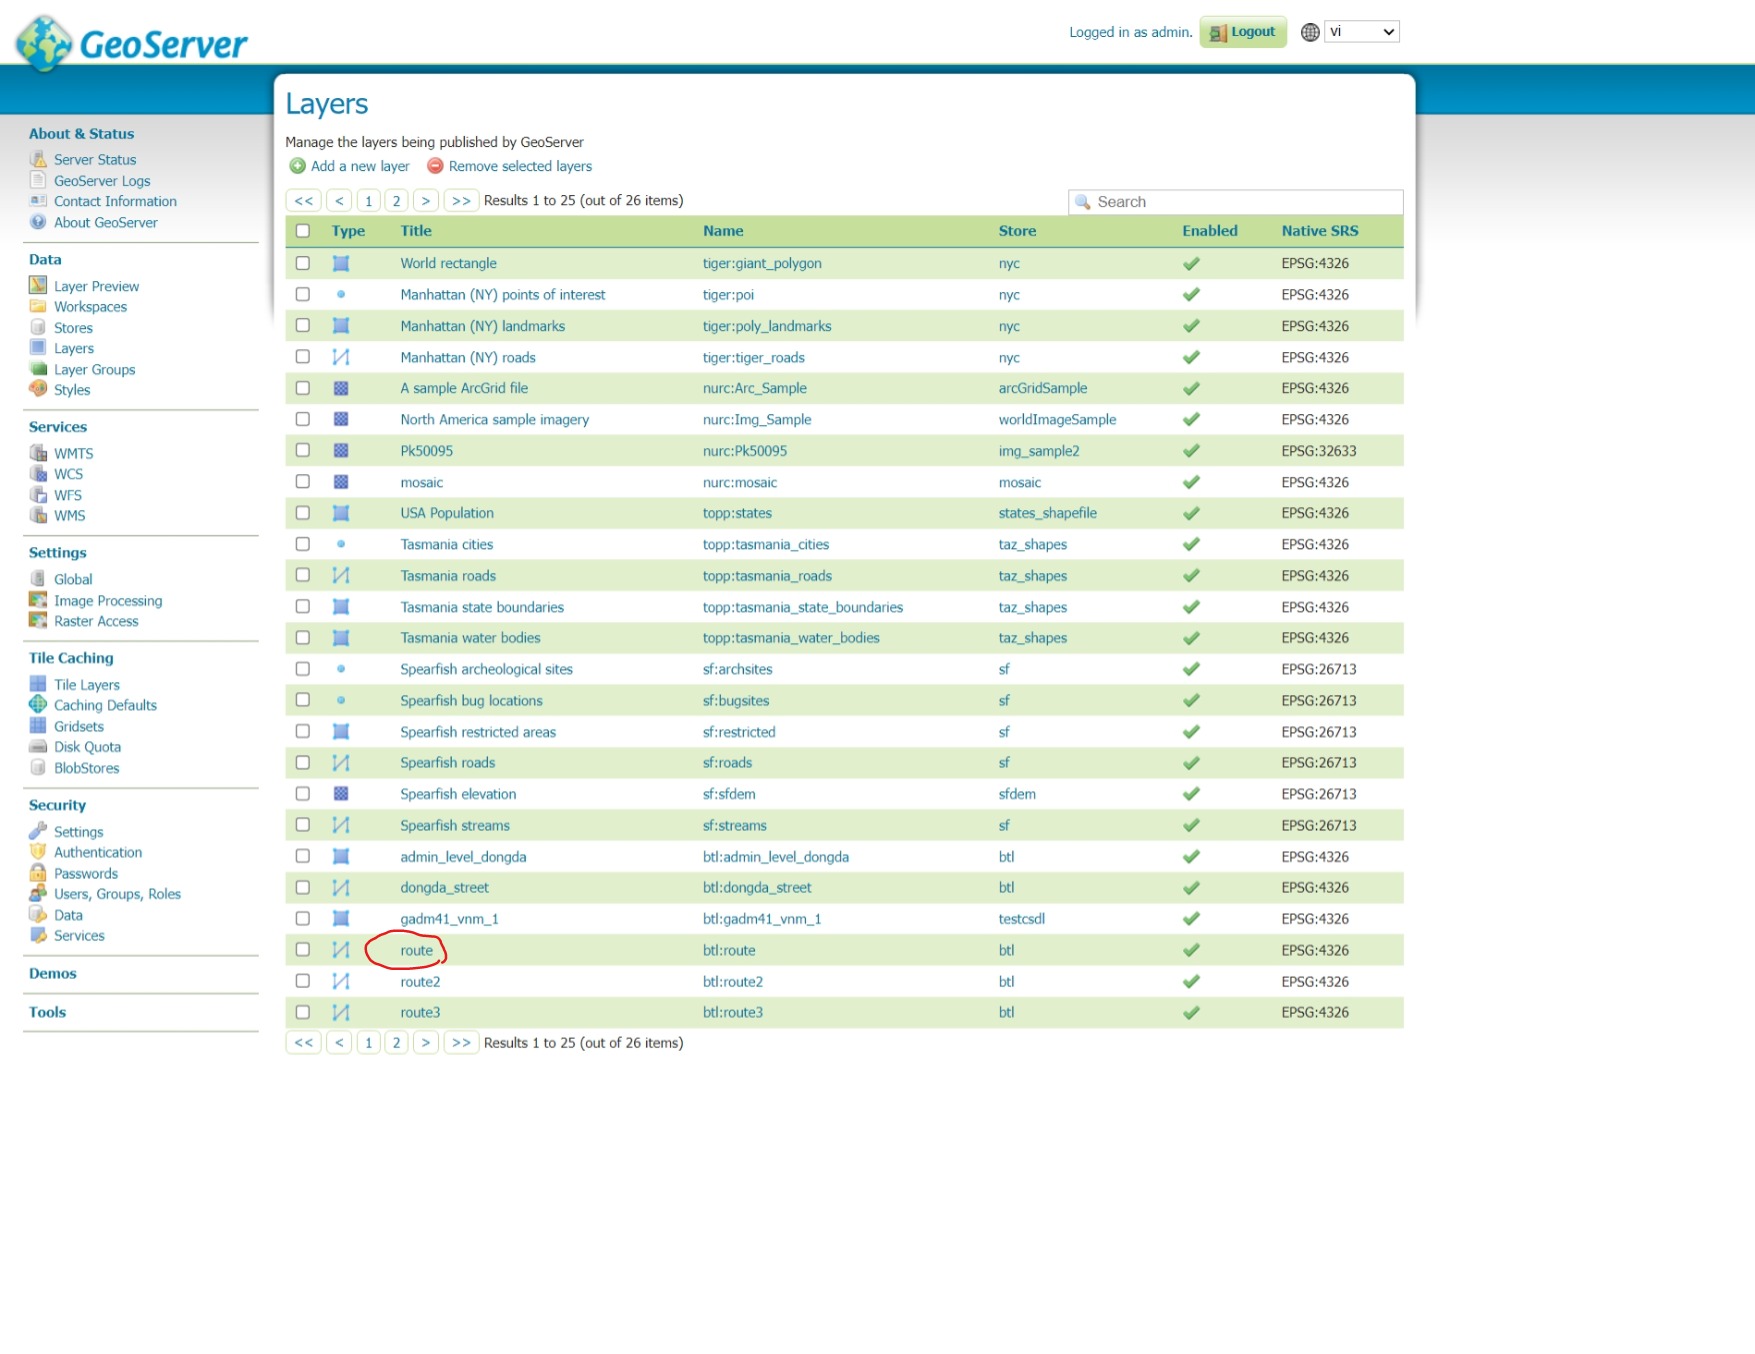 GeoServer
Logged in as admin. Logout vi
About & Status
Server Status
GeoServer Logs
Contact Information
About GeoServer
Data
Layer Preview
Workspaces
Stores
Layers
Layer Groups
Styles
Services
WMTS
WCS
WFS
WMS
Settings
Global
Image Processing
Raster Access
Tile Caching
Tile Layers
Caching Defaults
Gridsets
Disk Quota
BlobStores
Security
Settings
Authentication
Passwords
Users, Groups, Roles
Data
Services
Demos
Tools
Layers
Manage the layers being published by GeoServer
Add a new layer Remove selected layers
<< < 1 2 > >> Results 1 to 25 (out of 26 items) Search
Type Title Name Store Enabled Native SRS
World rectangle tiger:giant_polygon nyc EPSG:4326
Manhattan (NY) points of interest tiger:poi nyc EPSG:4326
Manhattan (NY) landmarks tiger:poly_landmarks nyc EPSG:4326
Manhattan (NY) roads tiger:tiger_roads nyc EPSG:4326
A sample ArcGrid file nurc:Arc_Sample arcGridSample EPSG:4326
North America sample imagery nurc:Img_Sample worldImageSample EPSG:4326
Pk50095 nurc:Pk50095 img_sample2 EPSG:32633
mosaic nurc:mosaic mosaic EPSG:4326
USA Population topp:states states_shapefile EPSG:4326
Tasmania cities topp:tasmania_cities taz_shapes EPSG:4326
Tasmania roads topp:tasmania_roads taz_shapes EPSG:4326
Tasmania state boundaries topp:tasmania_state_boundaries taz_shapes EPSG:4326
Tasmania water bodies topp:tasmania_water_bodies taz_shapes EPSG:4326
Spearfish archeological sites sf:archsites sf EPSG:26713
Spearfish bug locations sf:bugsites sf EPSG:26713
Spearfish restricted areas sf:restricted sf EPSG:26713
Spearfish roads sf:roads sf EPSG:26713
Spearfish elevation sf:sfdem sfdem EPSG:26713
Spearfish streams sf:streams sf EPSG:26713
admin_level_dongda btl:admin_level_dongda btl EPSG:4326
dongda_street btl:dongda_street btl EPSG:4326
gadm41_vnm_1 btl:gadm41_vnm_1 testcsdl EPSG:4326
route btl:route btl EPSG:4326
route2 btl:route2 btl EPSG:4326
route3 btl:route3 btl EPSG:4326
<< < 1 2 > >> Results 1 to 25 (out of 26 items)